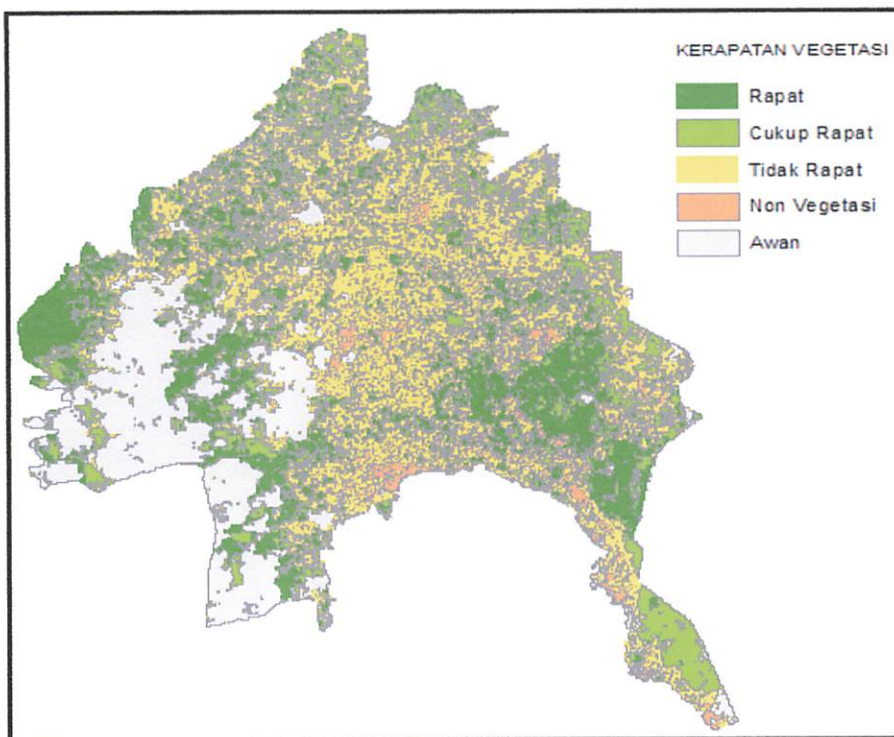 KERAPATAN VEGETASI
Rapat
Cukup Rapat
Tidak Rapat
Non Vegetasi
Awan